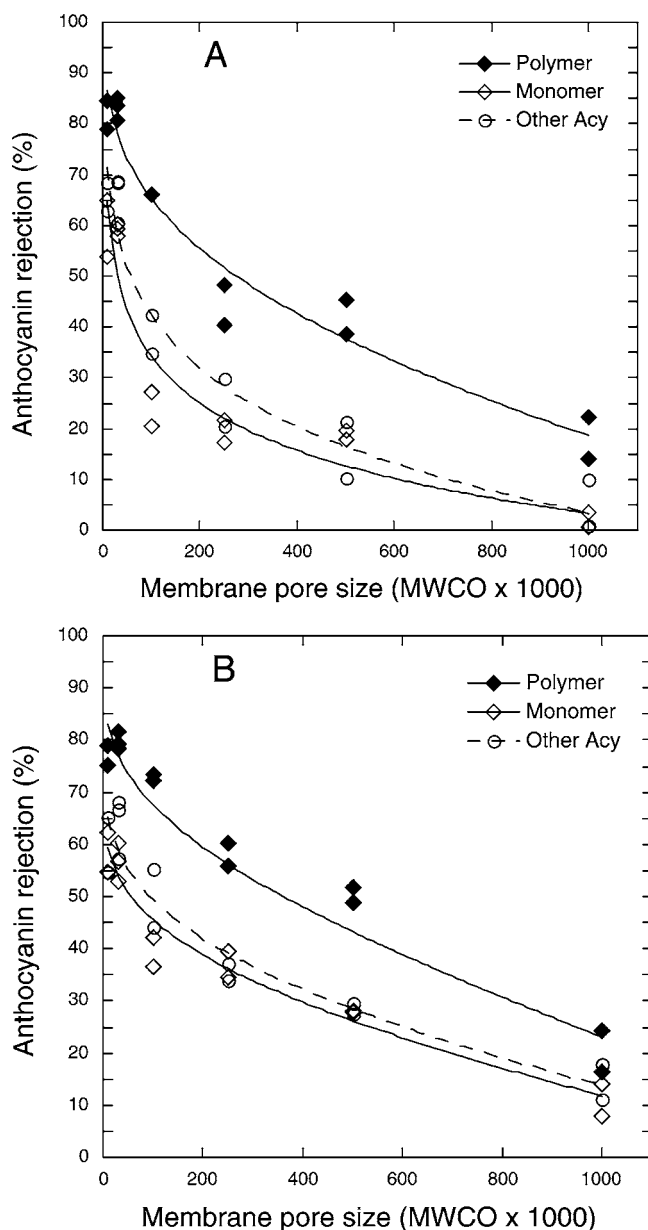 A
Polymer
Monomer
Other Acy
Anthocyanin rejection (%)
100
90
80
70
60
50
40
30
20
10
0
0 200 400 600 800 1000
Membrane pore size (MWCO x 1000)
B
Polymer
Monomer
Other Acy
Anthocyanin rejection (%)
100
90
80
70
60
50
40
30
20
10
0
0 200 400 600 800 1000
Membrane pore size (MWCO x 1000)